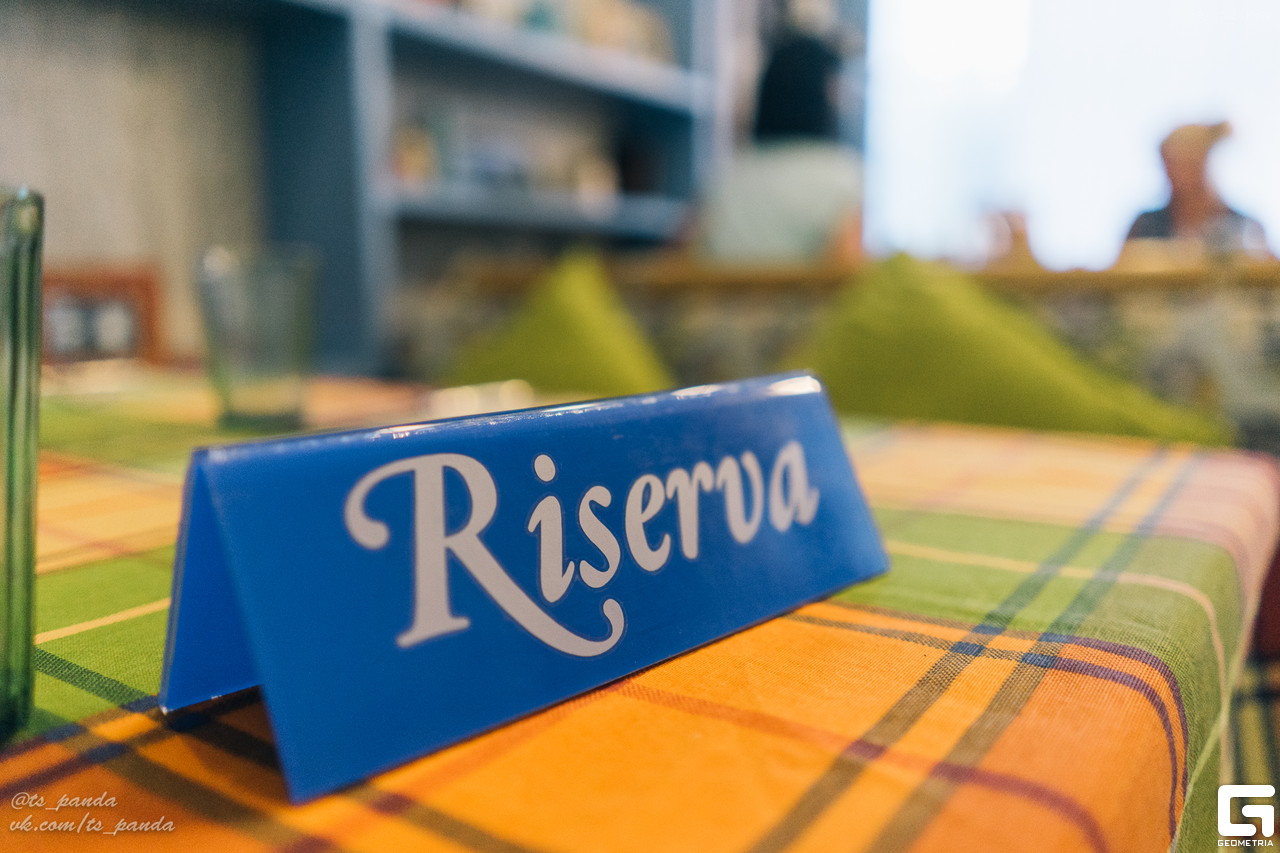 Riserva
@ts_panda
vk.com/ts_panda
G
GEOMETRIA